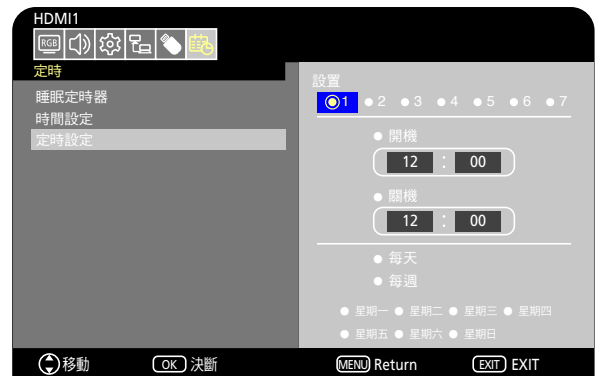 HDMI1
RGB
定時
睡眠定時器
時間設定
定時設定
設置
1 2 3 4 5 6 7
開機
12 : 00
關機
12 : 00
每天
每週
星期一 星期二 星期三 星期四
星期五 星期六 星期日
移動 OK 決斷 MENU Return EXIT EXIT